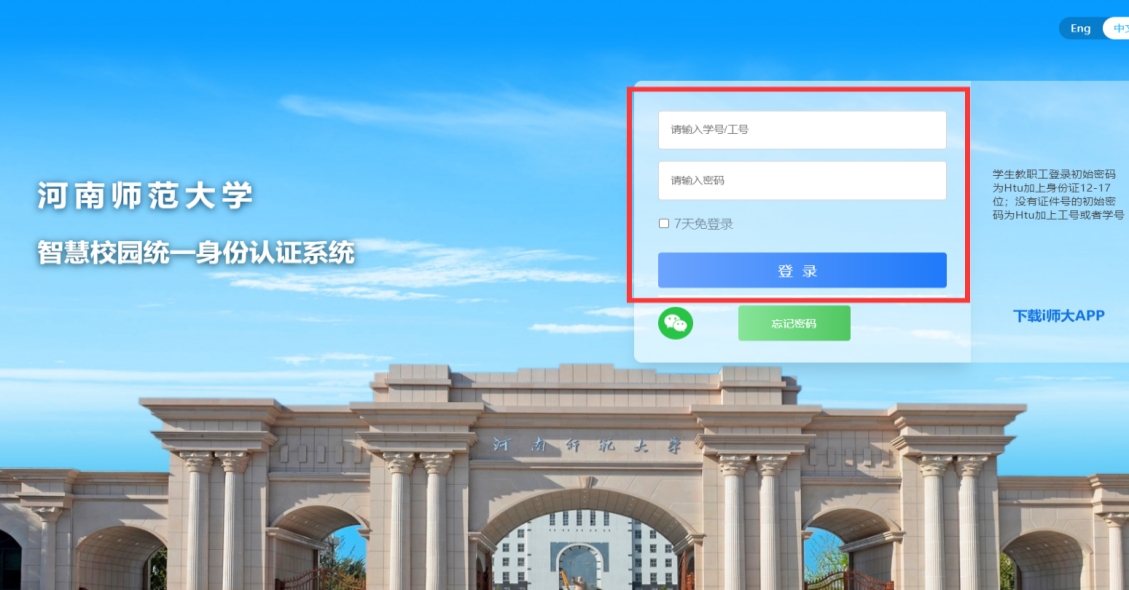 Eng
河南师范大学
智慧校园统一身份认证系统
请输入学号/工号
请输入密码
7天免登录
登 录
忘记密码
学生教职工登录初始密码
为Htu加上身份证12-17
位；没有证件号的初始密
码为Htu加上工号或者学号
下载i师大APP
河南师范大学